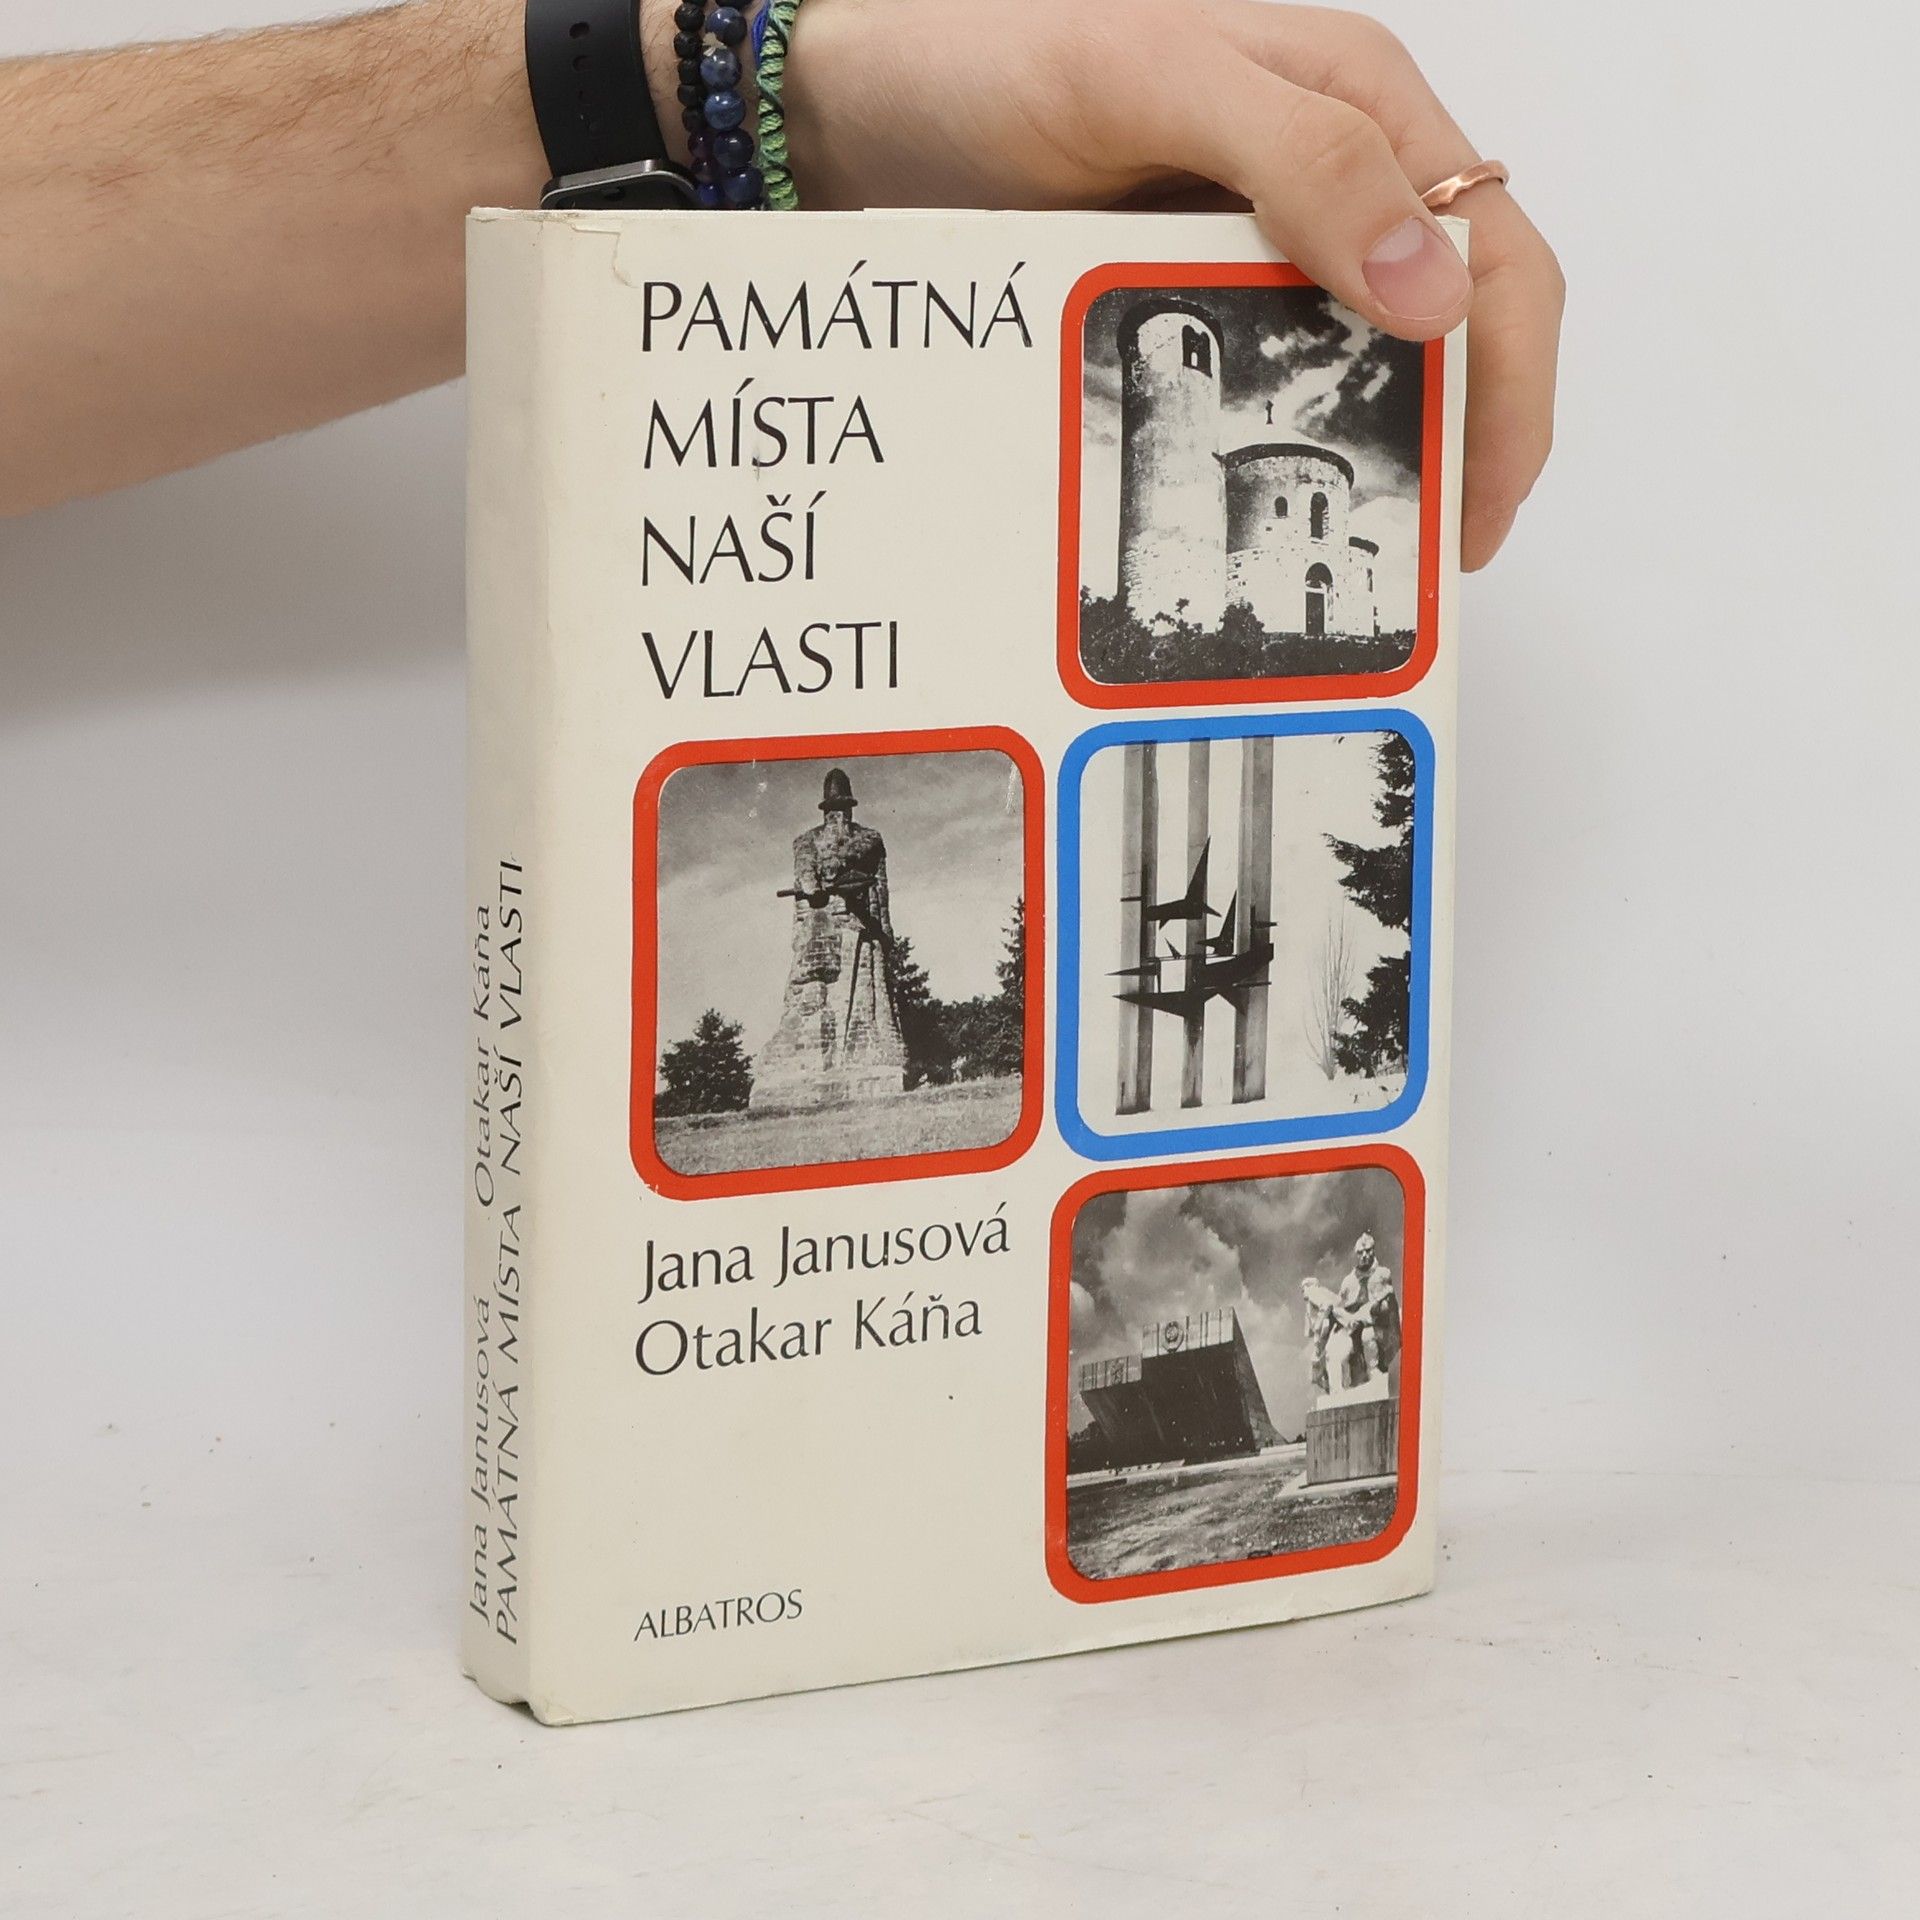 PAMÁTNÁ
MÍSTA
NAŠÍ
VLASTI
Jana Janusová
Otakar Káňa
ALBATROS
Jana Janusová Otakar Káňa
PAMÁTNÁ MÍSTA NAŠÍ VLASTI